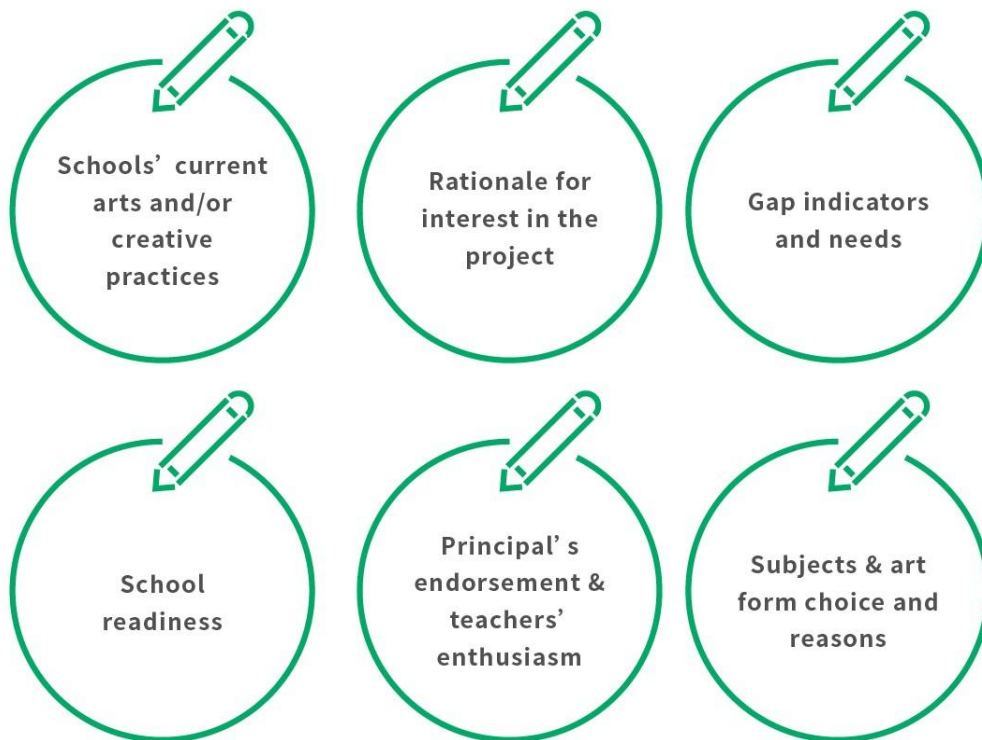 Schools’ current
arts and/or
creative
practices
Rationale for
interest in the
project
Gap indicators
and needs
School
readiness
Principal’s
endorsement &
teachers’
enthusiasm
Subjects & art
form choice and
reasons